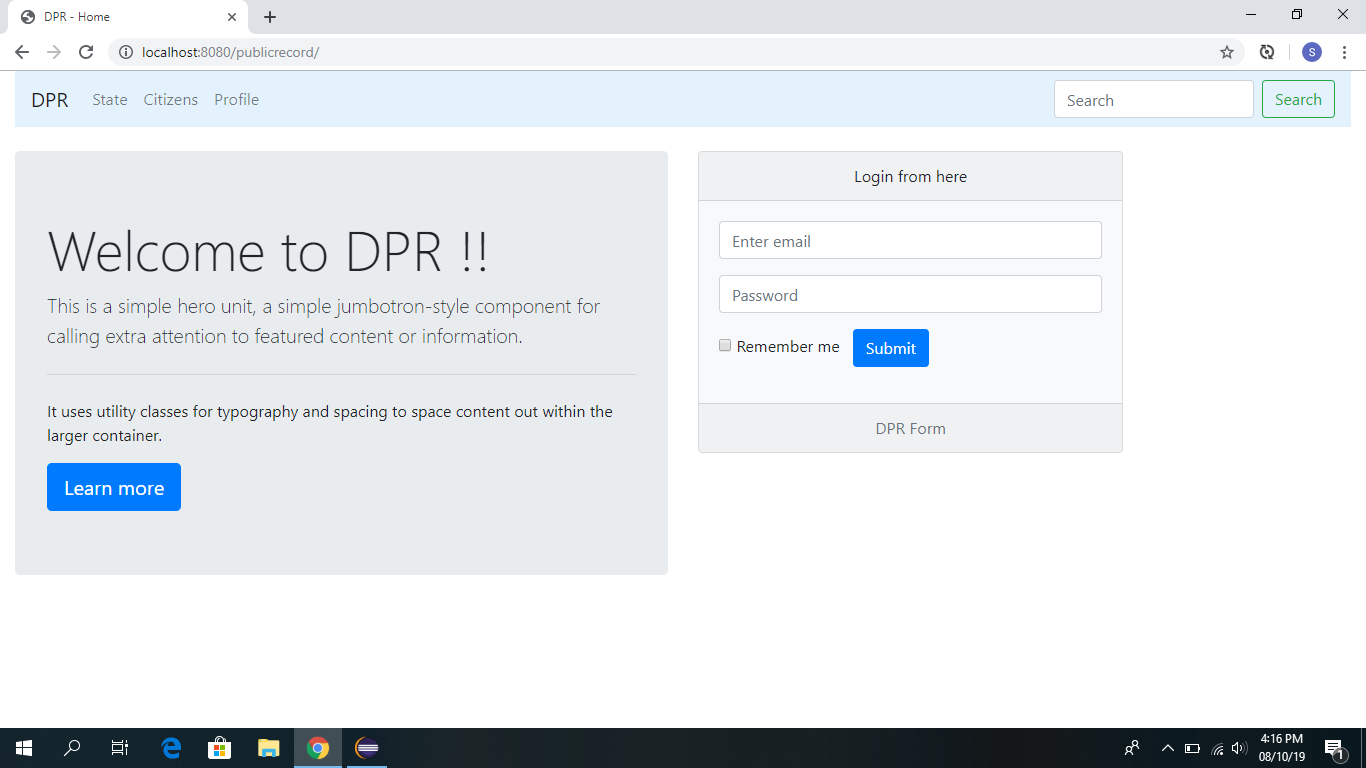 DPR - Home
localhost:8080/publicrecord/
S
DPR State Citizens Profile Search Search
Welcome to DPR !!
This is a simple hero unit, a simple jumbotron-style component for
calling extra attention to featured content or information.
It uses utility classes for typography and spacing to space content out within the
larger container.
Learn more
Login from here
Enter email
Password
Remember me Submit
DPR Form
4:16 PM
08/10/19
1